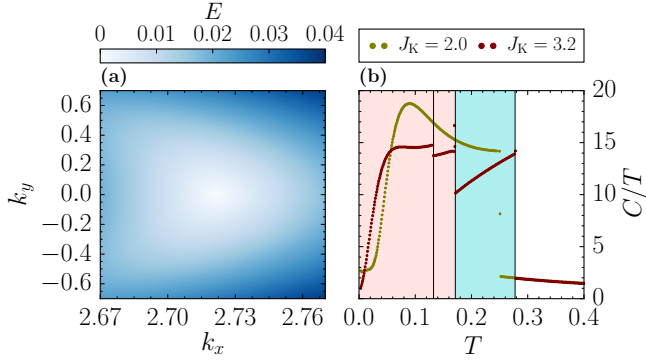 E
0 0.01 0.02 0.03 0.04
J_K = 2.0 J_K = 3.2
(a) (b)
0.6
0.4
0.2
0.0
−0.2
−0.4
−0.6
k_y
2.67 2.70 2.73 2.76
k_x
20
15
10
5
0
C/T
0.0 0.1 0.2 0.3 0.4
T